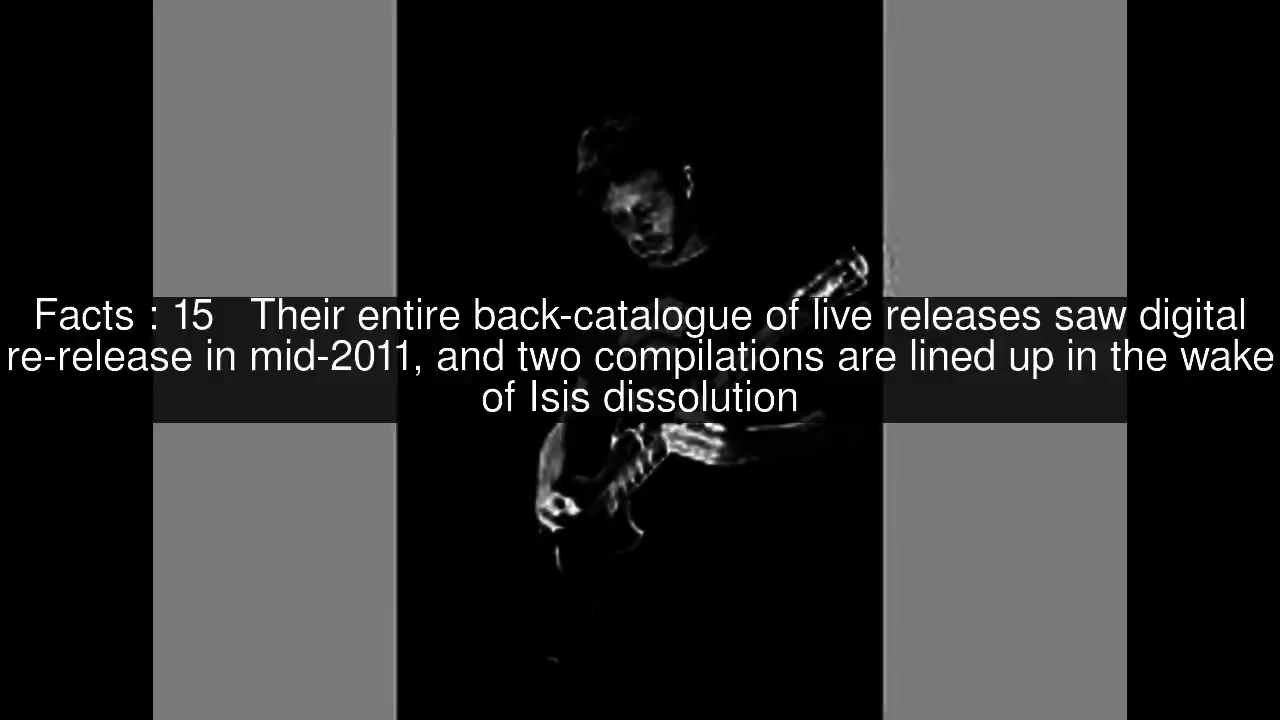 Facts : 15   Their entire back-catalogue of live releases saw digital
re-release in mid-2011, and two compilations are lined up in the wake
of Isis dissolution